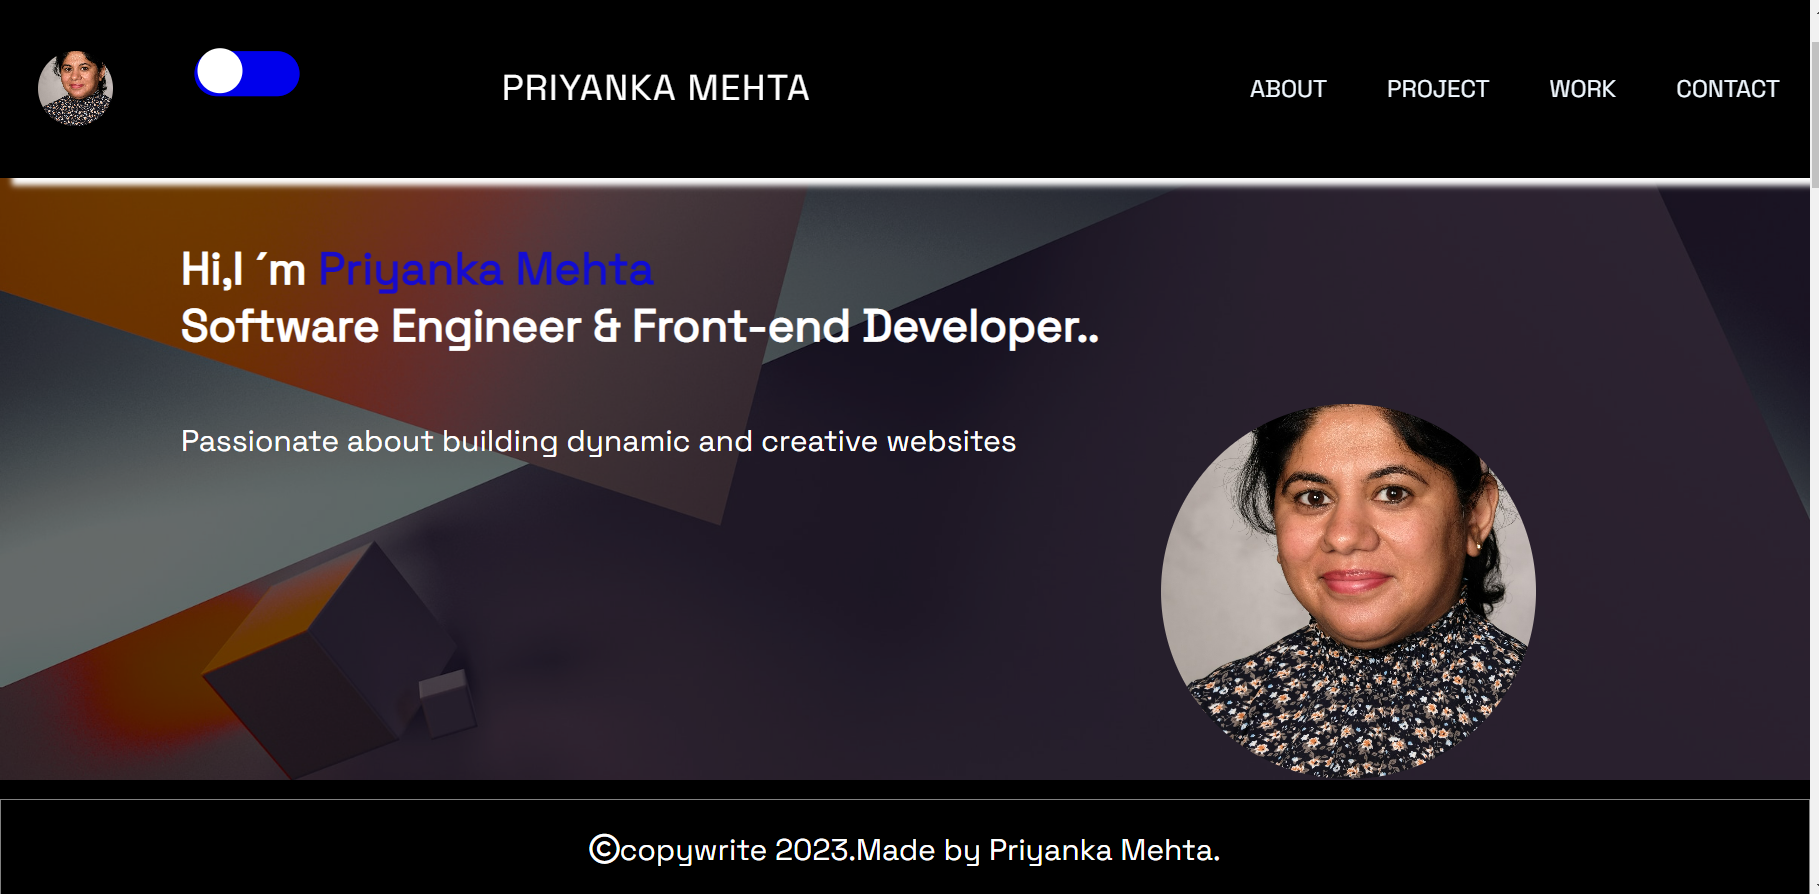 PRIYANKA MEHTA
ABOUT PROJECT WORK CONTACT
Hi,I ´m Priyanka Mehta
Software Engineer & Front-end Developer..
Passionate about building dynamic and creative websites
©copywrite 2023.Made by Priyanka Mehta.